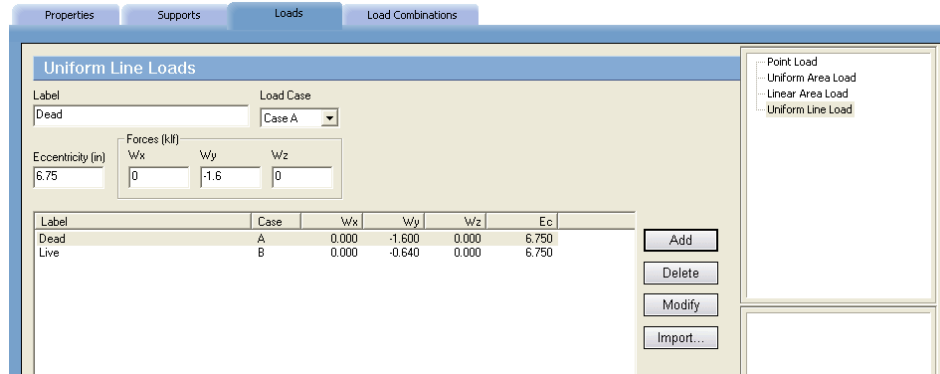 Properties Supports Loads Load Combinations
Uniform Line Loads
Label Load Case
Dead Case A
Forces (klf)
Eccentricity (in) Wx Wy Wz
6.75 0 -1.6 0
Label Case Wx Wy Wz Ec
Dead A 0.000 -1.600 0.000 6.750
Live B 0.000 -0.640 0.000 6.750
Add
Delete
Modify
Import...
Point Load
Uniform Area Load
Linear Area Load
Uniform Line Load